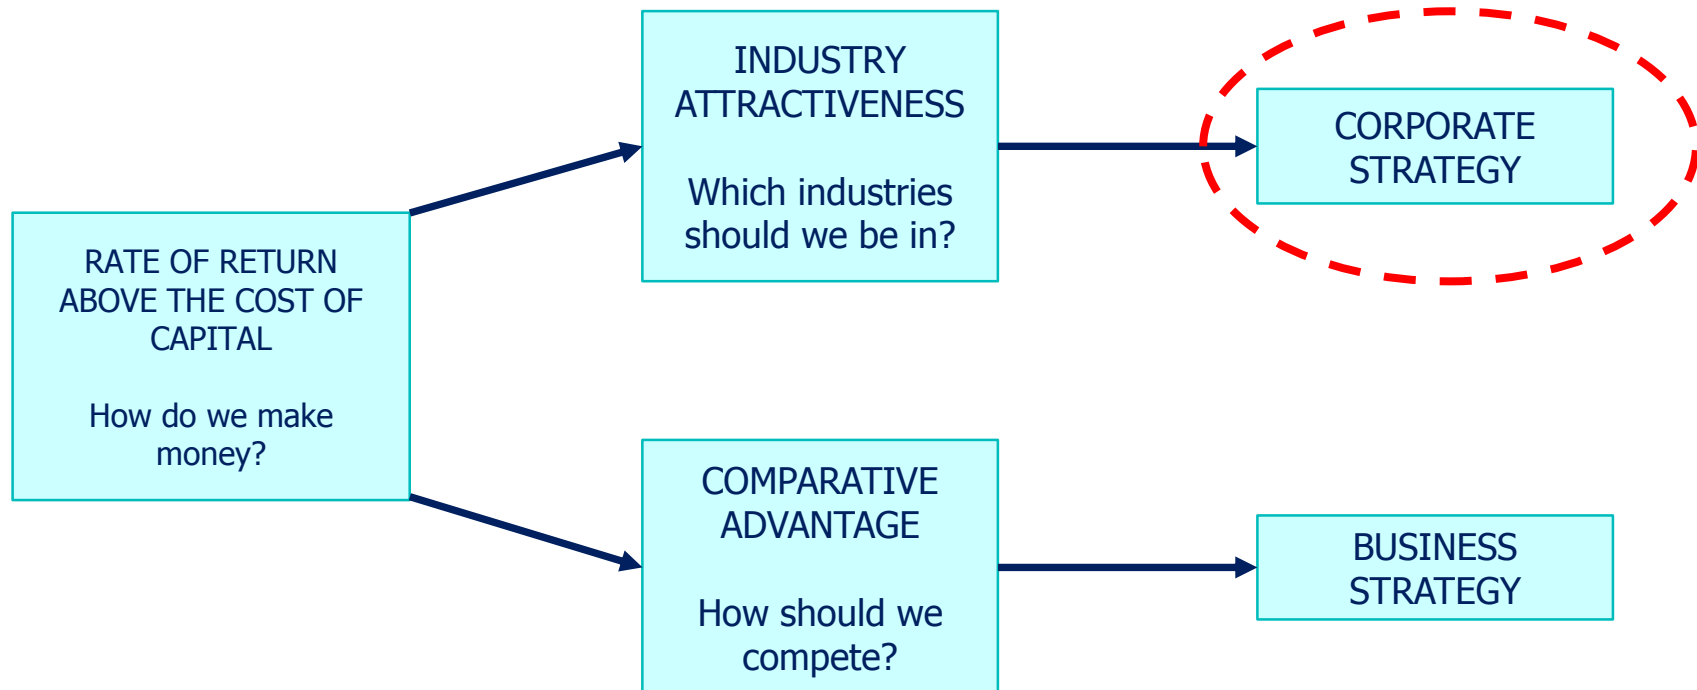 RATE OF RETURN
ABOVE THE COST OF
CAPITAL
How do we make
money?
INDUSTRY
ATTRACTIVENESS
Which industries
should we be in?
CORPORATE
STRATEGY
COMPARATIVE
ADVANTAGE
How should we
compete?
BUSINESS
STRATEGY